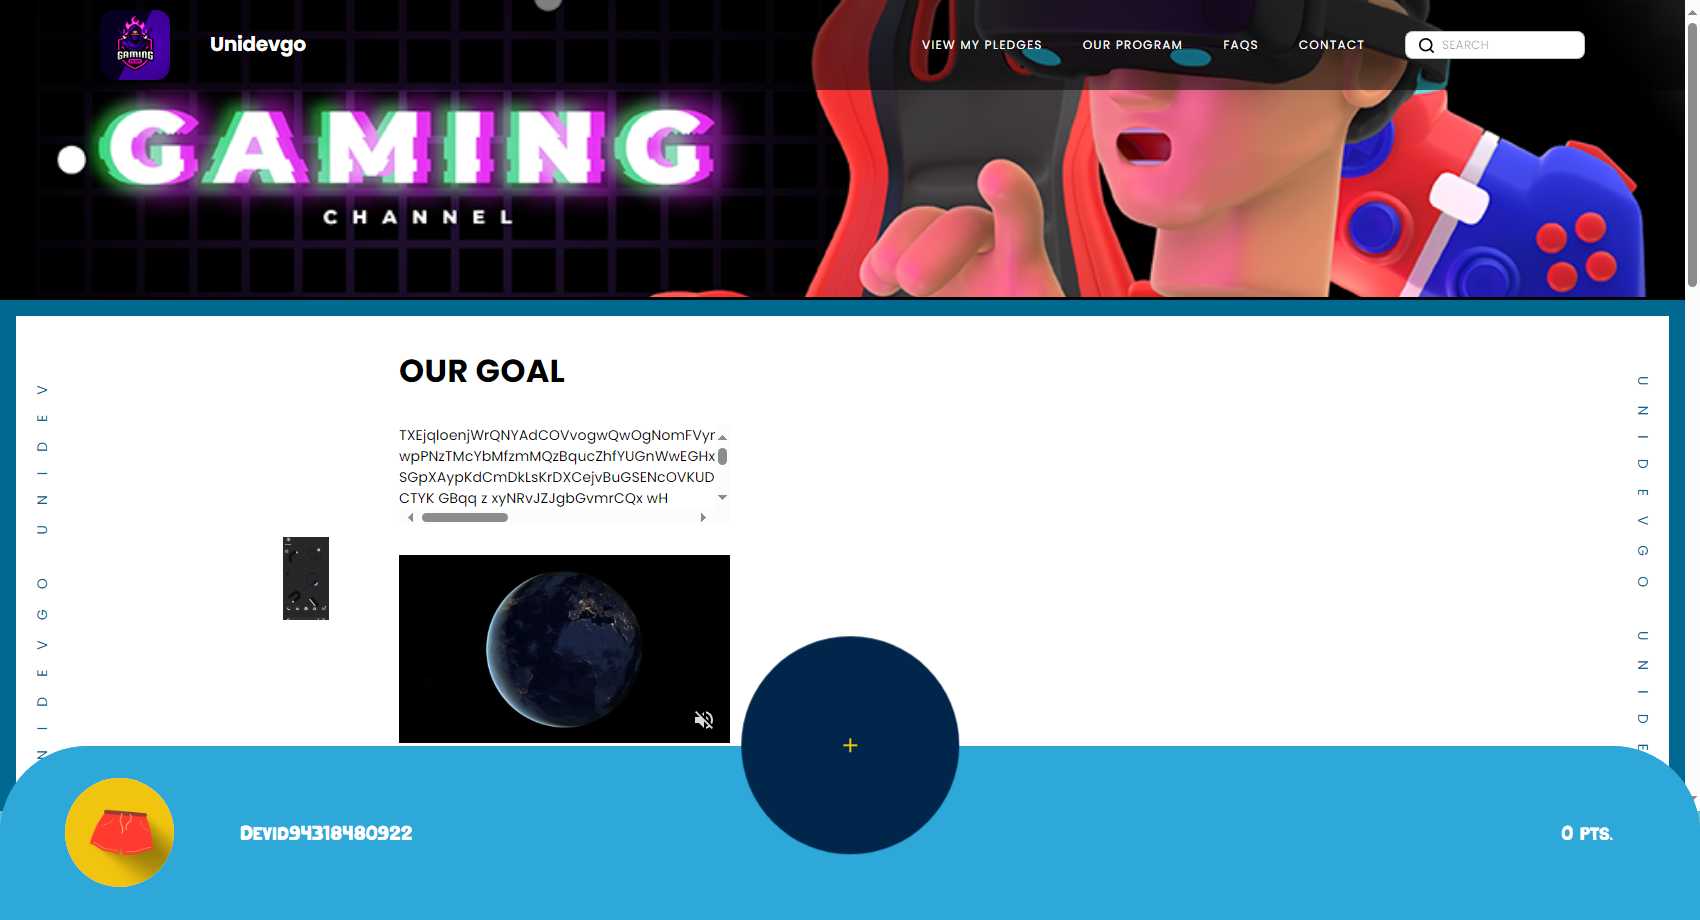 GAMING
Unidevgo
VIEW MY PLEDGES
OUR PROGRAM
FAQS
CONTACT
SEARCH
GAMING
CHANNEL
OUR GOAL
TXEjqloenjWrQNYAdCOVvogwQwOgNomFVyr
wpPNzTMcYbMfzmMQzBqucZhfYUGnWwEGHx
SGpXAypKdCmDkLsKrDXCejvBuGSENcOVKUD
CTYK GBqq z xyNRvJZJgbGvmrCQx wH
NIDEVGO UNIDEV
UNIDEVGO UNIDE
+
Devid94318480922
0 PTS.